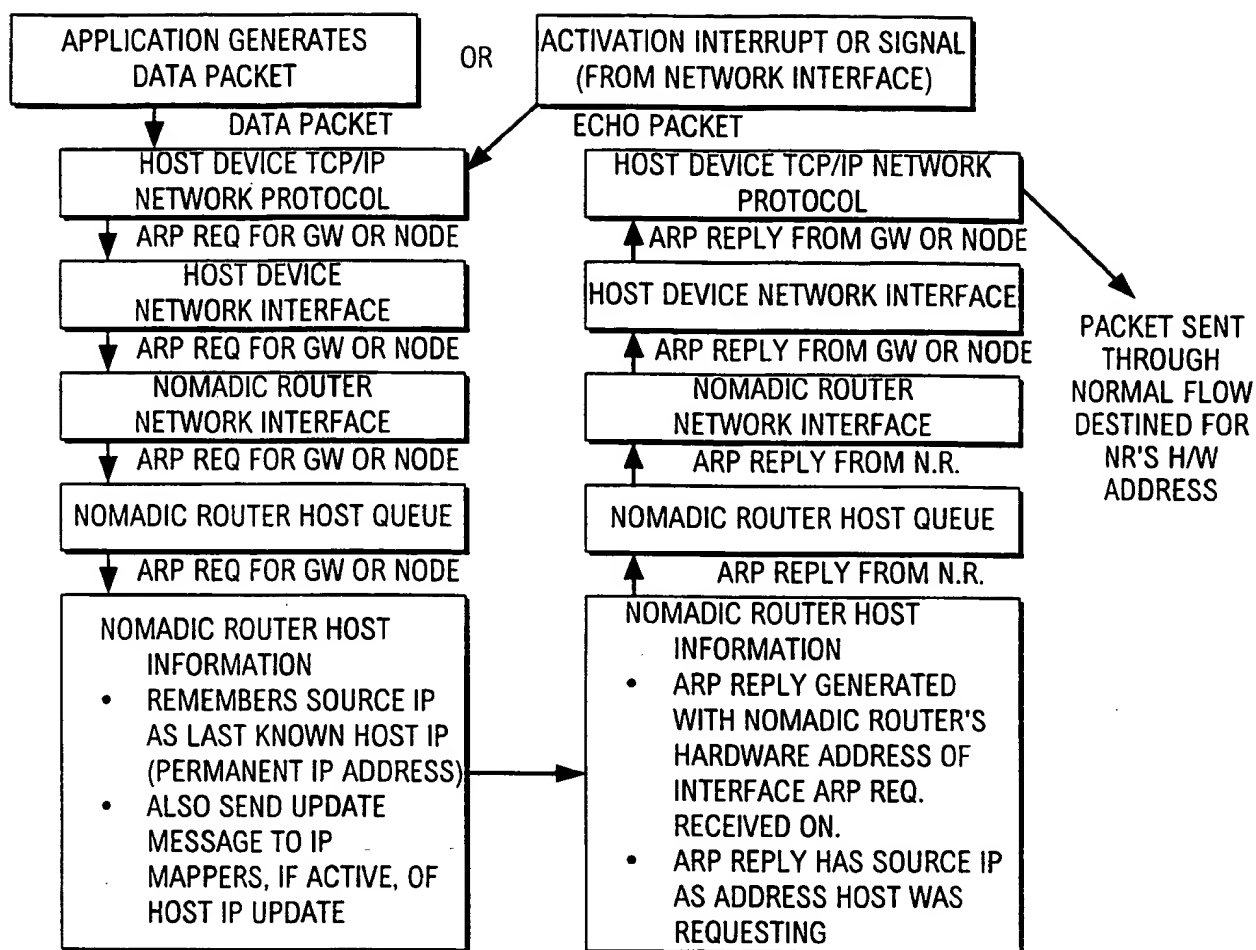 APPLICATION GENERATES
DATA PACKET
OR
ACTIVATION INTERRUPT OR SIGNAL
(FROM NETWORK INTERFACE)
DATA PACKET
ECHO PACKET
HOST DEVICE TCP/IP
NETWORK PROTOCOL
ARP REQ FOR GW OR NODE
HOST DEVICE
NETWORK INTERFACE
ARP REQ FOR GW OR NODE
NOMADIC ROUTER
NETWORK INTERFACE
ARP REQ FOR GW OR NODE
NOMADIC ROUTER HOST QUEUE
ARP REQ FOR GW OR NODE
NOMADIC ROUTER HOST
INFORMATION
• REMEMBERS SOURCE IP
AS LAST KNOWN HOST IP
(PERMANENT IP ADDRESS)
• ALSO SEND UPDATE
MESSAGE TO IP
MAPPERS, IF ACTIVE, OF
HOST IP UPDATE
HOST DEVICE TCP/IP NETWORK
PROTOCOL
ARP REPLY FROM GW OR NODE
HOST DEVICE NETWORK INTERFACE
ARP REPLY FROM GW OR NODE
NOMADIC ROUTER
NETWORK INTERFACE
ARP REPLY FROM N.R.
NOMADIC ROUTER HOST QUEUE
ARP REPLY FROM N.R.
NOMADIC ROUTER HOST
INFORMATION
• ARP REPLY GENERATED
WITH NOMADIC ROUTER'S
HARDWARE ADDRESS OF
INTERFACE ARP REQ.
RECEIVED ON.
• ARP REPLY HAS SOURCE IP
AS ADDRESS HOST WAS
REQUESTING
PACKET SENT
THROUGH
NORMAL FLOW
DESTINED FOR
NR'S H/W
ADDRESS